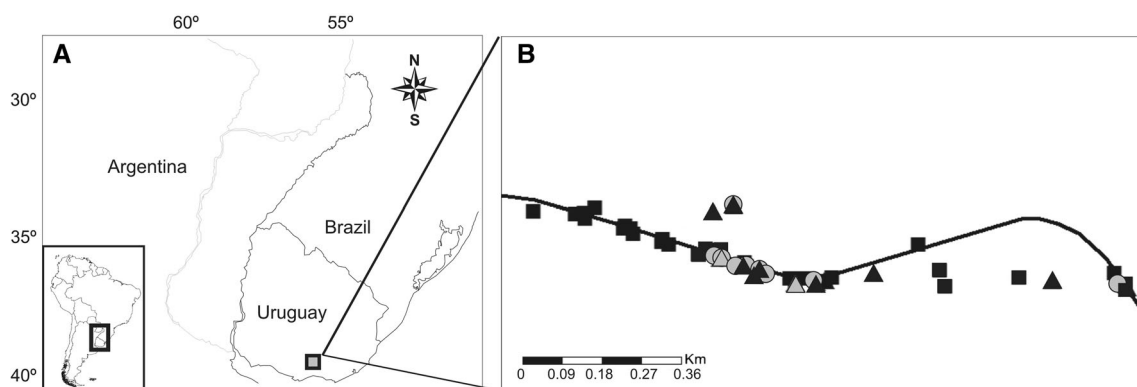 60º 55º
A
N
S
30º
Argentina
35º
Brazil
Uruguay
40º
B
Km
0 0.09 0.18 0.27 0.36